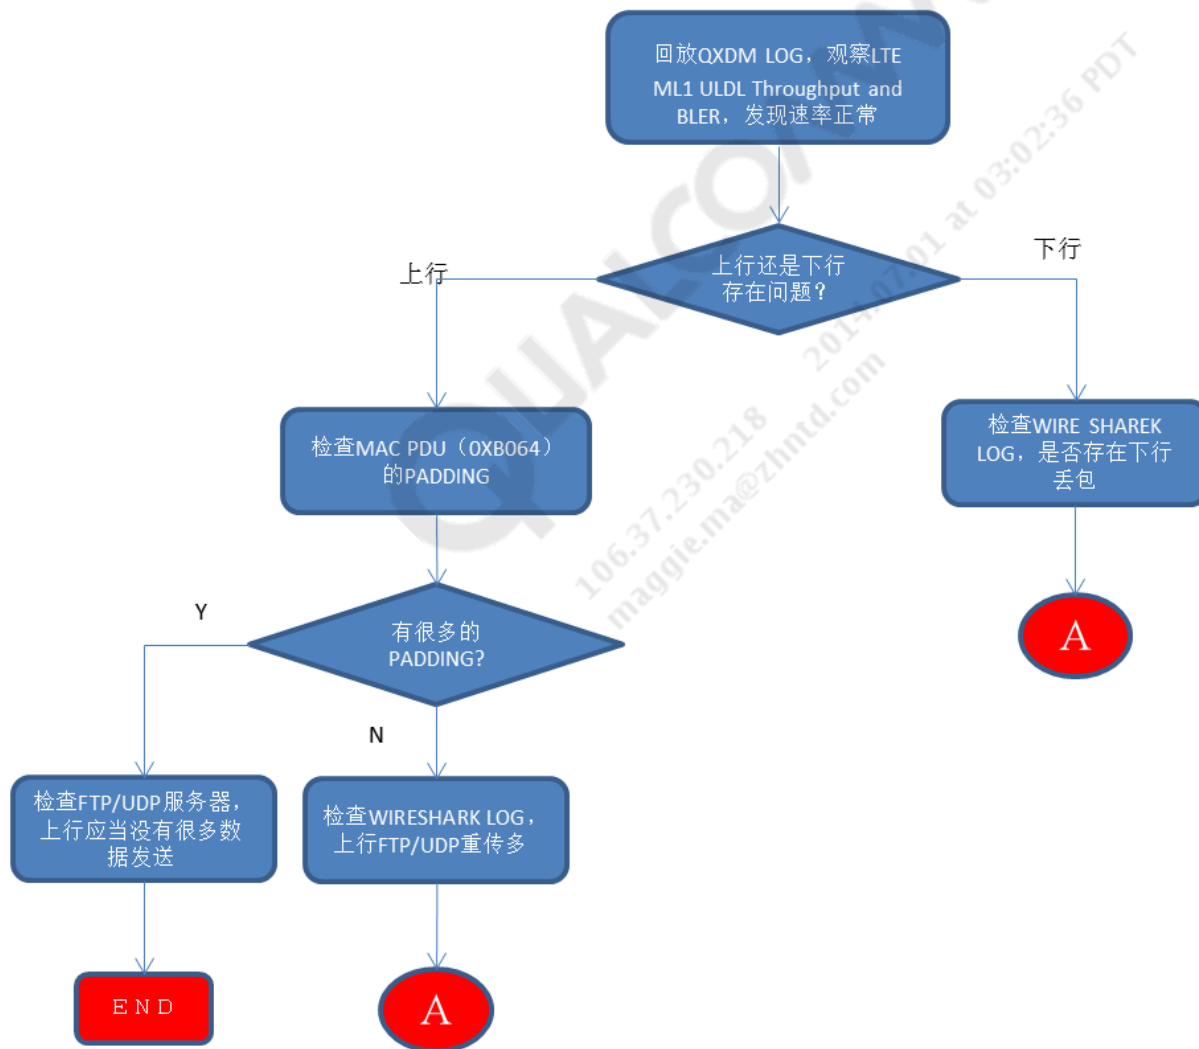 回放QXDM LOG，观察LTE
ML1 ULDL Throughput and
BLER，发现速率正常
上行还是下行
存在问题？
上行
下行
检查MAC PDU（0XB064）
的PADDING
检查WIRE SHAREK
LOG，是否存在下行
丢包
有很多的
PADDING?
Y
N
A
检查FTP/UDP服务器，
上行应当没有很多数
据发送
检查WIRESHARK LOG，
上行FTP/UDP重传多
END
A
QUALCOMM
106.37.230.218 2014.07.01 at 03:02:36 PDT
maggie.ma@zhntd.com